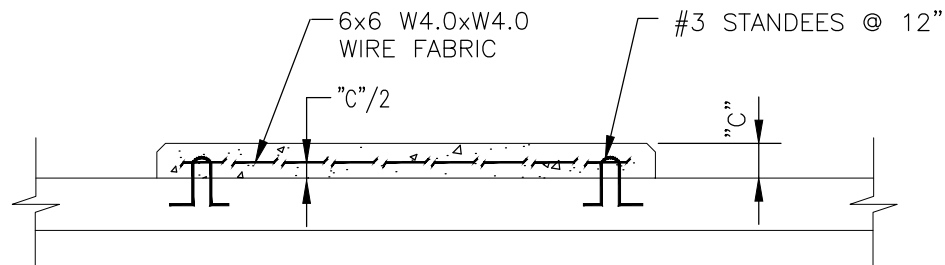 6x6 W4.0xW4.0
WIRE FABRIC
#3 STANDEES @ 12"
"C"/2
"C"